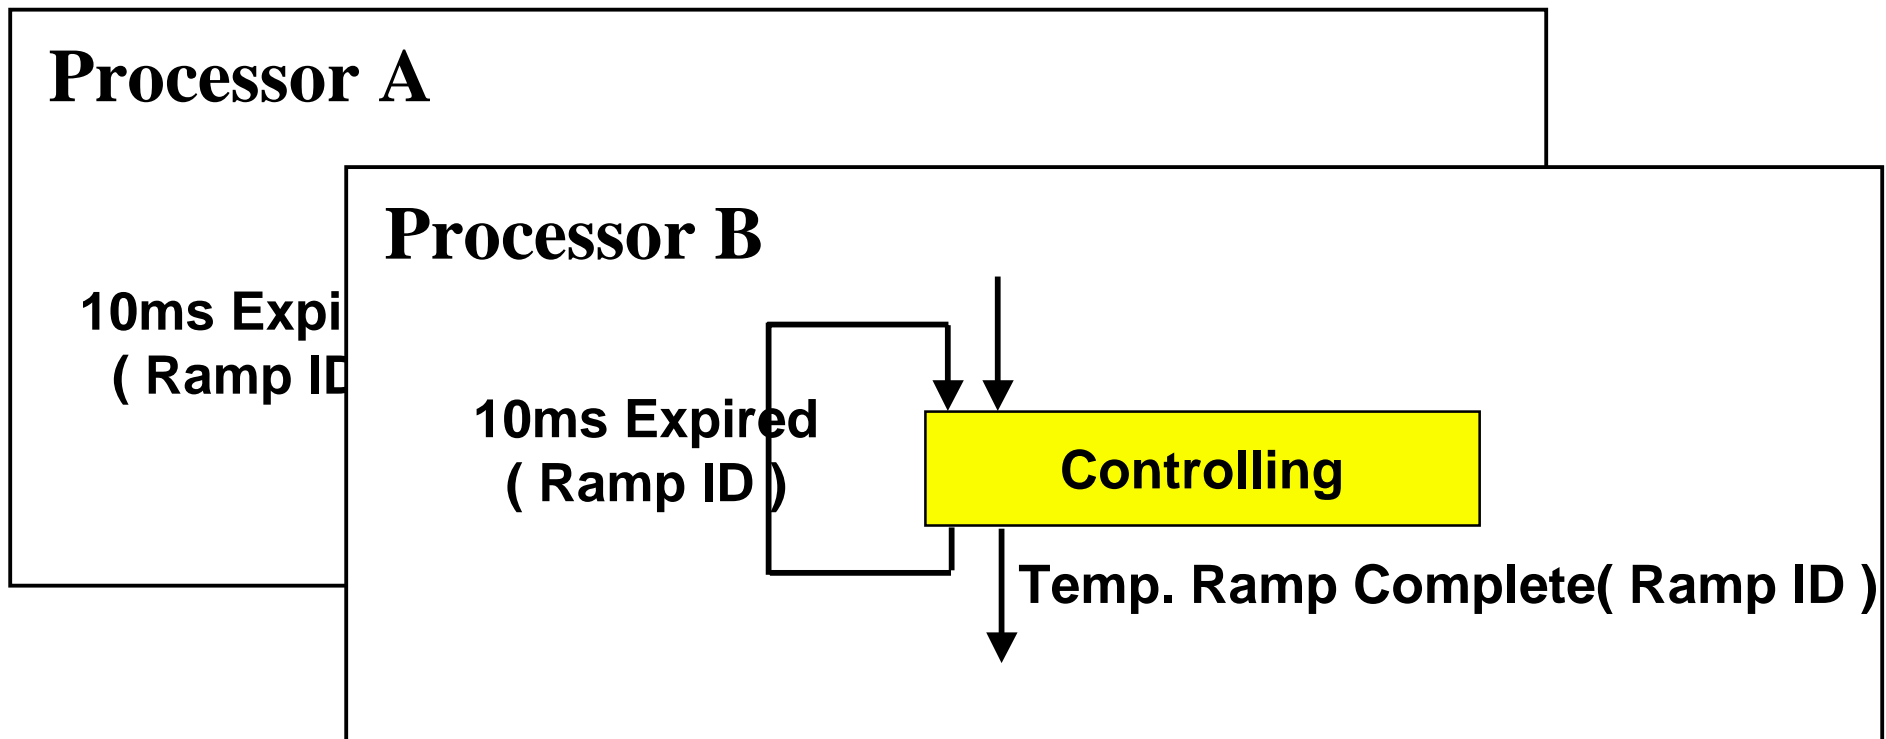 Processor A
10ms Expi
( Ramp ID
Processor B
10ms Expired
( Ramp ID )
Controlling
Temp. Ramp Complete( Ramp ID )